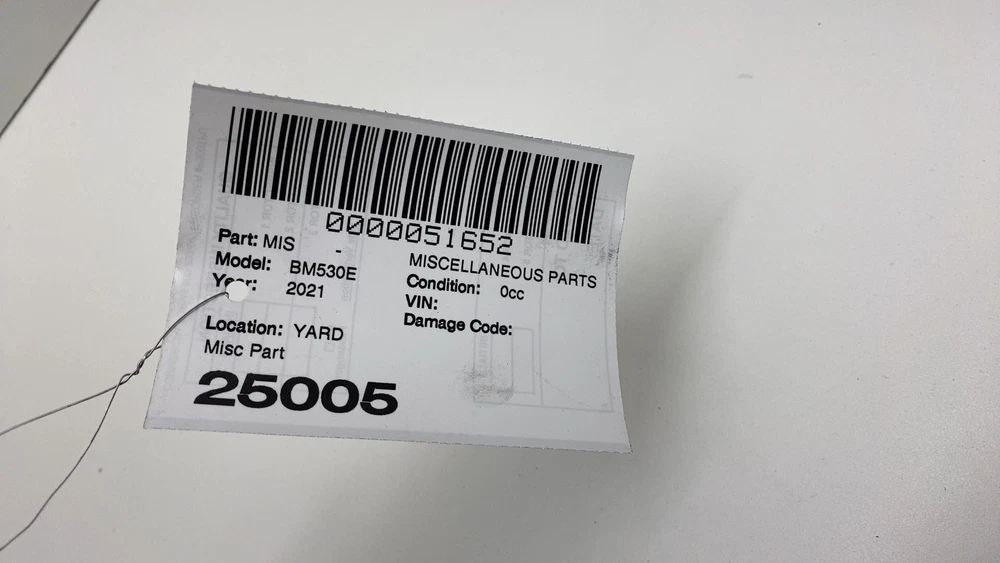 0000051652
Part: MIS - MISCELLANEOUS PARTS
Model: BM530E Condition: 0cc
Year: 2021 VIN:
Location: YARD Damage Code:
Misc Part
25005